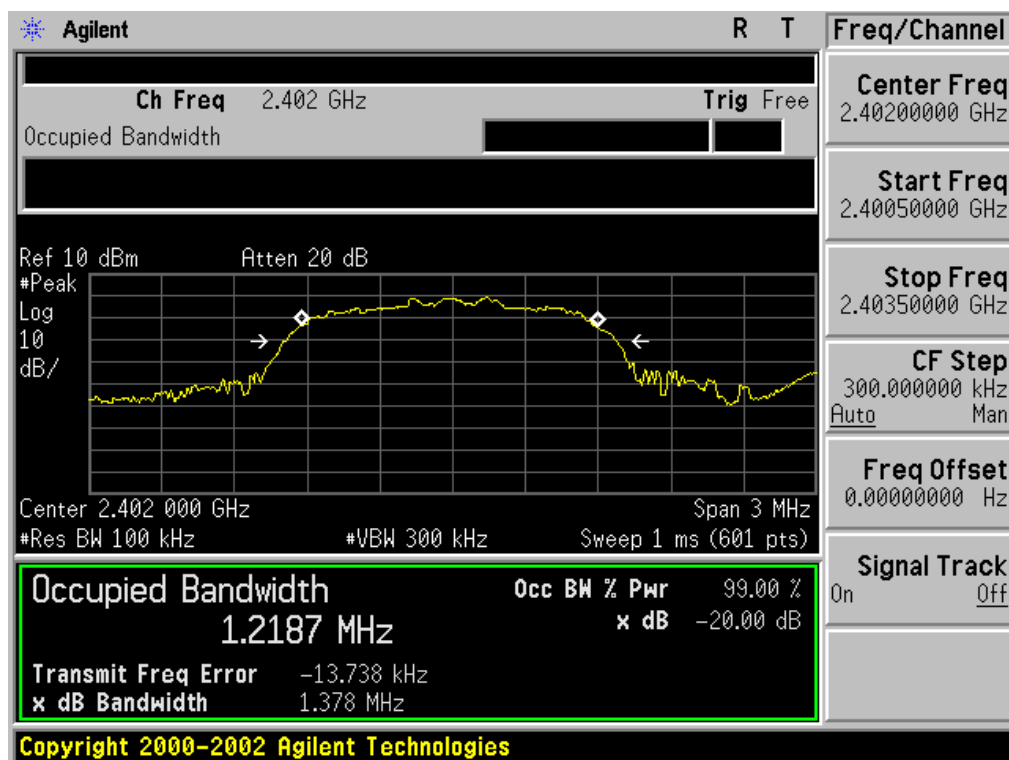 Agilent R T
Freq/Channel
Ch Freq 2.402 GHz Trig Free
Occupied Bandwidth
Center Freq
2.40200000 GHz
Start Freq
2.40050000 GHz
Stop Freq
2.40350000 GHz
CF Step
300.000000 kHz
Auto Man
Freq Offset
0.00000000 Hz
Signal Track
On Off
Ref 10 dBm Atten 20 dB
#Peak
Log
10
dB/
Center 2.402 000 GHz Span 3 MHz
#Res BW 100 kHz #VBW 300 kHz Sweep 1 ms (601 pts)
Occupied Bandwidth
1.2187 MHz
Occ BW % Pwr 99.00 %
x dB -20.00 dB
Transmit Freq Error -13.738 kHz
x dB Bandwidth 1.378 MHz
Copyright 2000-2002 Agilent Technologies